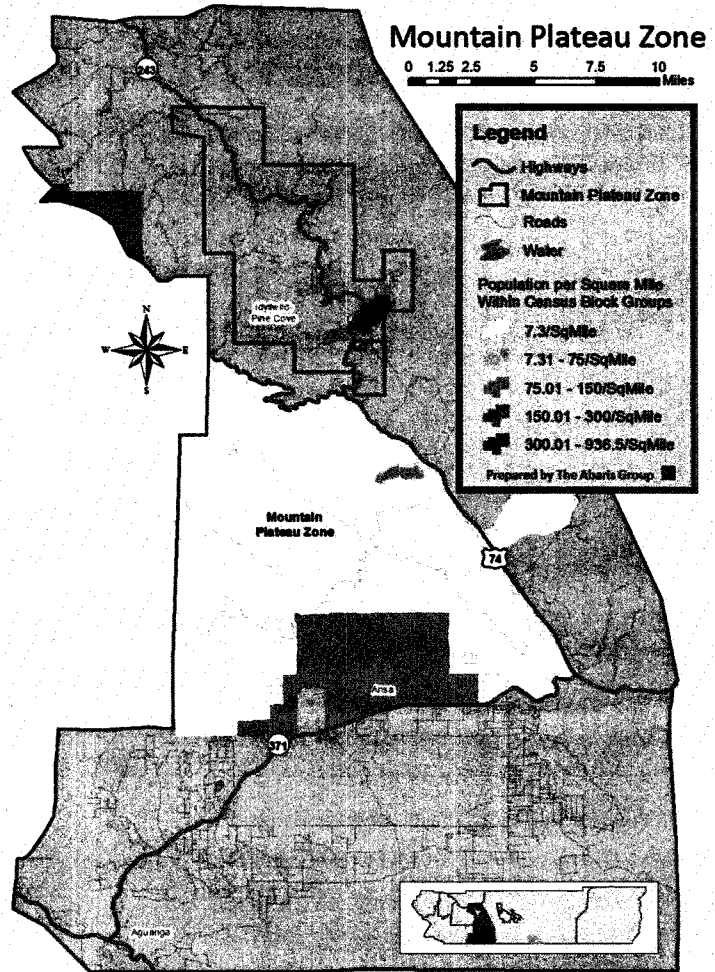 Mountain Plateau Zone
0 1.25 2.5 5 7.5 10
Miles
243
Legend
Highways
Mountain Plateau Zone
Roads
Water
Population per Square Mile
Within Census Block Groups
7.3/SqMile
7.31 - 75/SqMile
75.01 - 150/SqMile
150.01 - 300/SqMile
300.01 - 936.5/SqMile
Prepared by The Abaris Group
Pine Cove
N
W E
S
Mountain
Plateau Zone
74
371
Aguanga